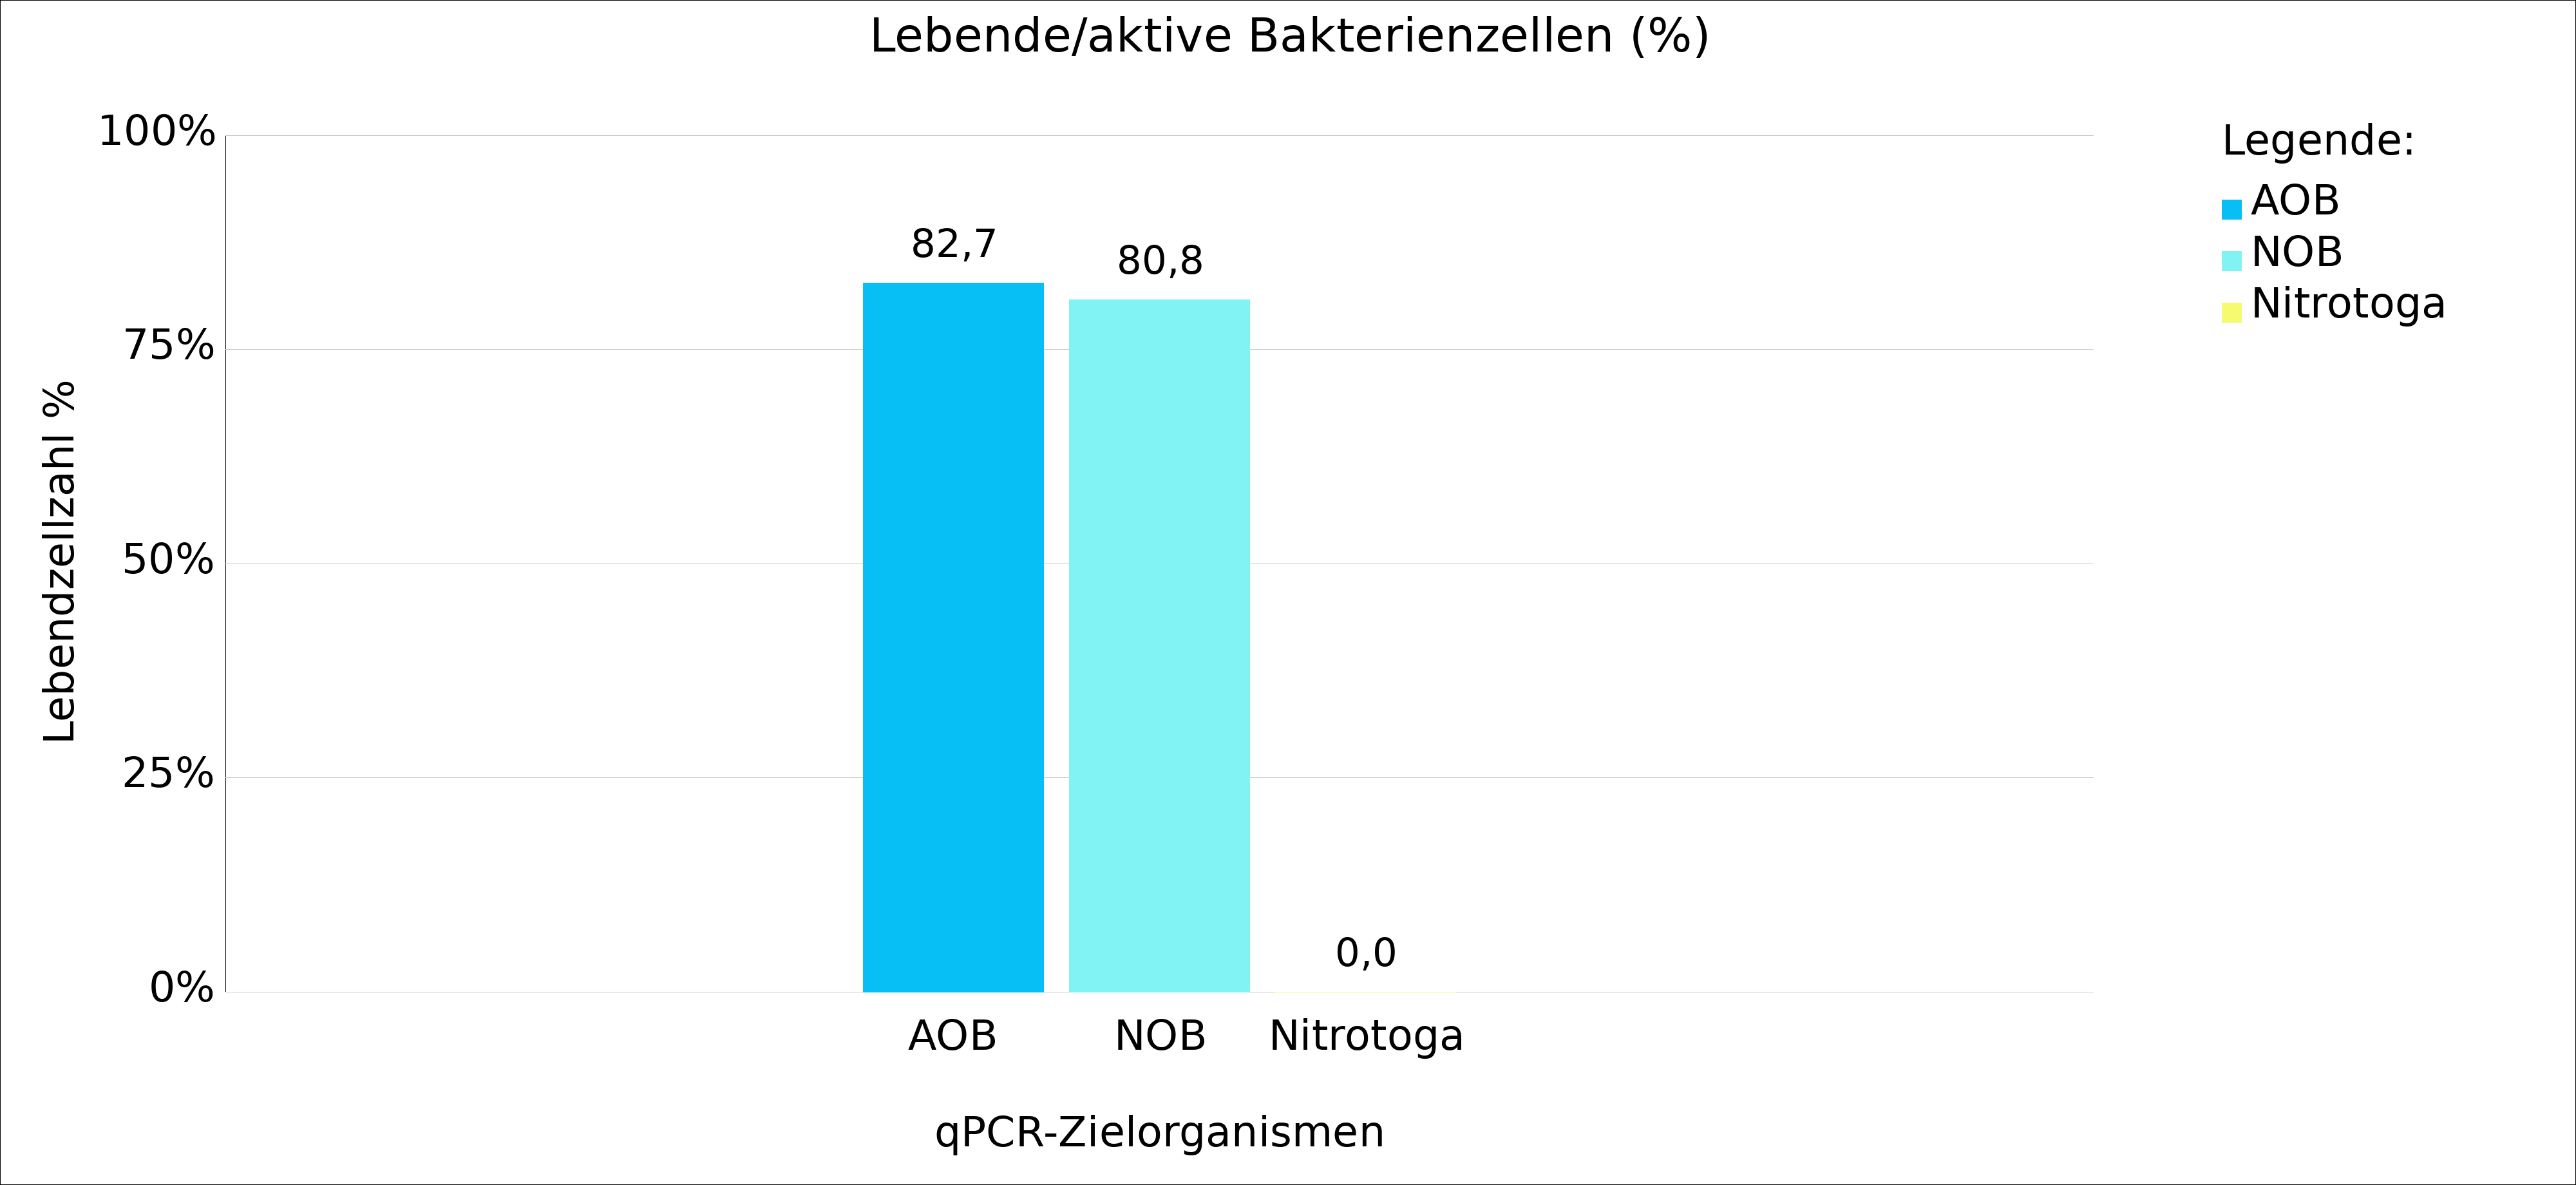 Lebende/aktive Bakterienzellen (%)
100%
75%
50%
25%
0%
Lebendzellzahl %
82,7
80,8
0,0
AOB
NOB
Nitrotoga
qPCR-Zielorganismen
Legende:
AOB
NOB
Nitrotoga